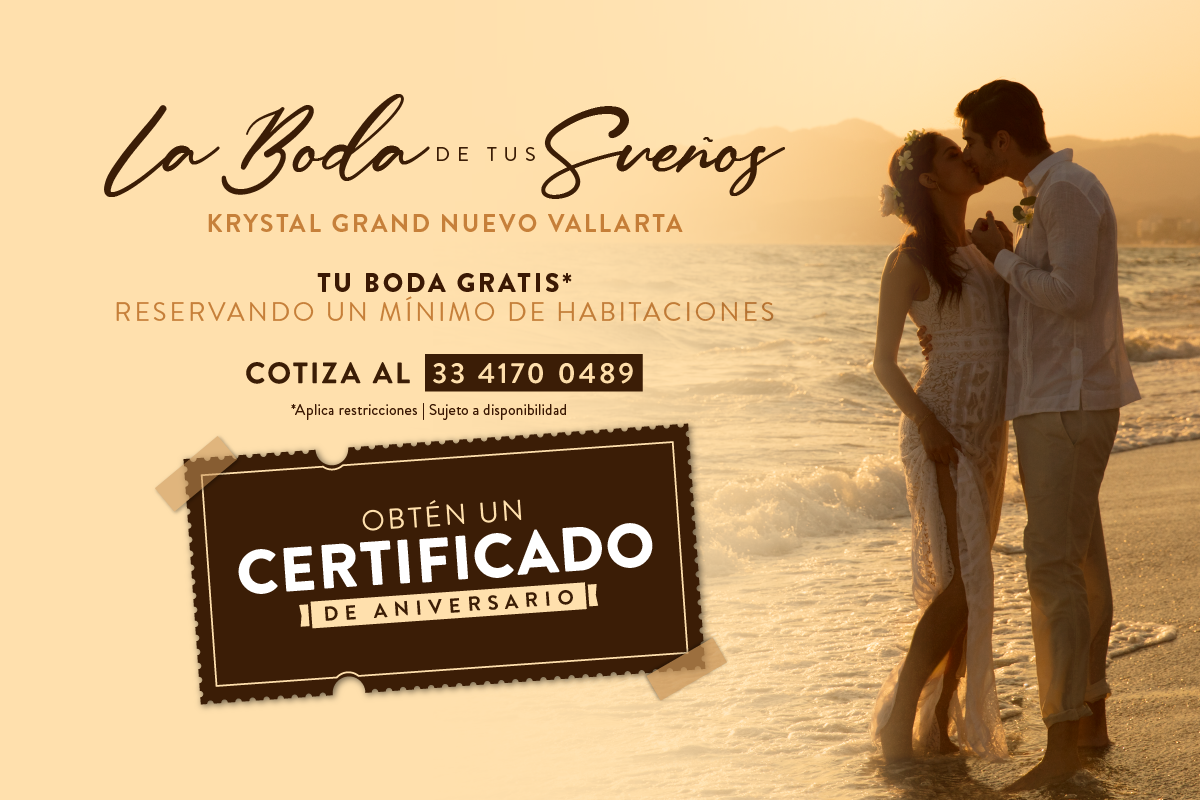 La Boda DE TUS Sueños
KRYSTAL GRAND NUEVO VALLARTA
TU BODA GRATIS*
RESERVANDO UN MÍNIMO DE HABITACIONES
COTIZA AL 33 4170 0489
*Aplica restricciones | Sujeto a disponibilidad
OBTÉN UN
CERTIFICADO
DE ANIVERSARIO